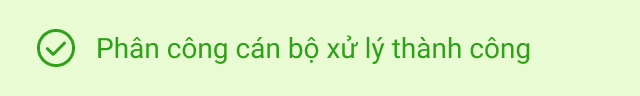 Phân công cán bộ xử lý thành công